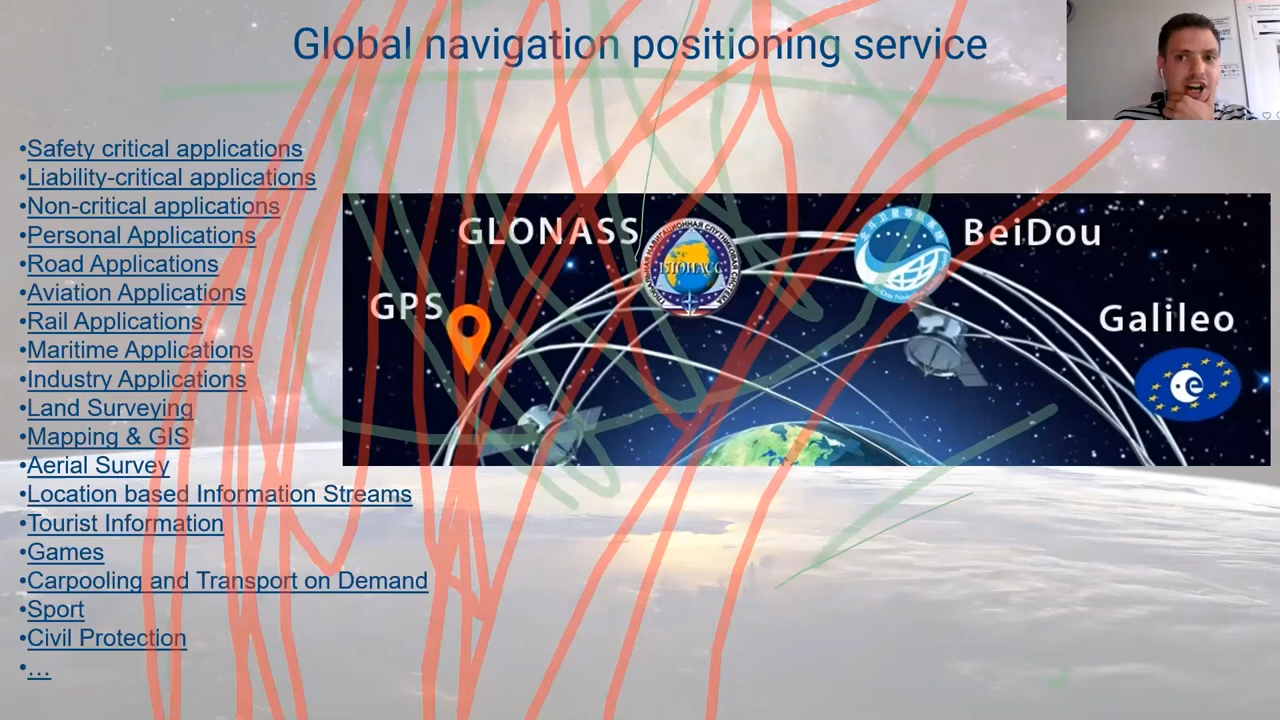 Global navigation positioning service
•Safety critical applications
•Liability-critical applications
•Non-critical applications
•Personal Applications
•Road Applications
•Aviation Applications
•Rail Applications
•Maritime Applications
•Industry Applications
•Land Surveying
•Mapping & GIS
•Aerial Survey
•Location based Information Streams
•Tourist Information
•Games
•Carpooling and Transport on Demand
•Sport
•Civil Protection
•...
GLONASS
ГЛОНАСС
BeiDou
GPS
Galileo